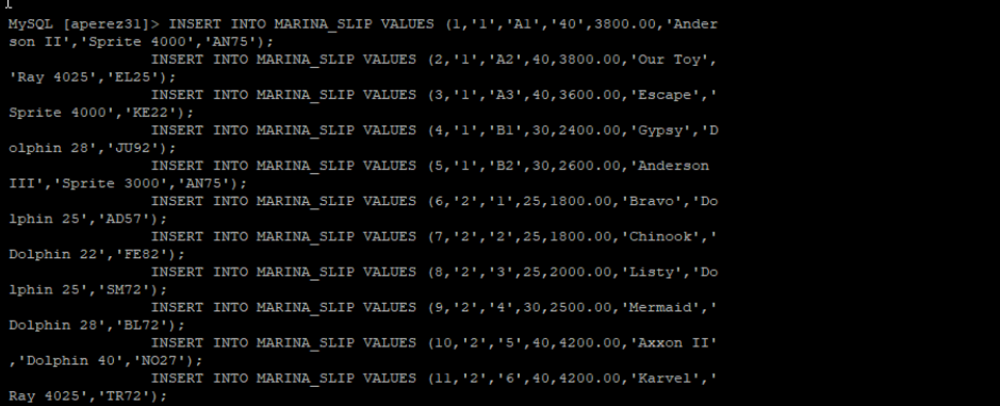 MySQL [aperez31]> INSERT INTO MARINA_SLIP VALUES (1,'1','A1','40',3800.00,'Ander
son II','Sprite 4000','AN75');
INSERT INTO MARINA_SLIP VALUES (2,'1','A2',40,3800.00,'Our Toy',
'Ray 4025','EL25');
INSERT INTO MARINA_SLIP VALUES (3,'1','A3',40,3600.00,'Escape','
Sprite 4000','KE22');
INSERT INTO MARINA_SLIP VALUES (4,'1','B1',30,2400.00,'Gypsy','D
olphin 28','JU92');
INSERT INTO MARINA_SLIP VALUES (5,'1','B2',30,2600.00,'Anderson
III','Sprite 3000','AN75');
INSERT INTO MARINA_SLIP VALUES (6,'2','1',25,1800.00,'Bravo','Do
lphin 25','AD57');
INSERT INTO MARINA_SLIP VALUES (7,'2','2',25,1800.00,'Chinook','
Dolphin 22','FE82');
INSERT INTO MARINA_SLIP VALUES (8,'2','3',25,2000.00,'Listy','Do
lphin 25','SM72');
INSERT INTO MARINA_SLIP VALUES (9,'2','4',30,2500.00,'Mermaid','
Dolphin 28','BL72');
INSERT INTO MARINA_SLIP VALUES (10,'2','5',40,4200.00,'Axxon II'
,'Dolphin 40','NO27');
INSERT INTO MARINA_SLIP VALUES (11,'2','6',40,4200.00,'Karvel','
Ray 4025','TR72');